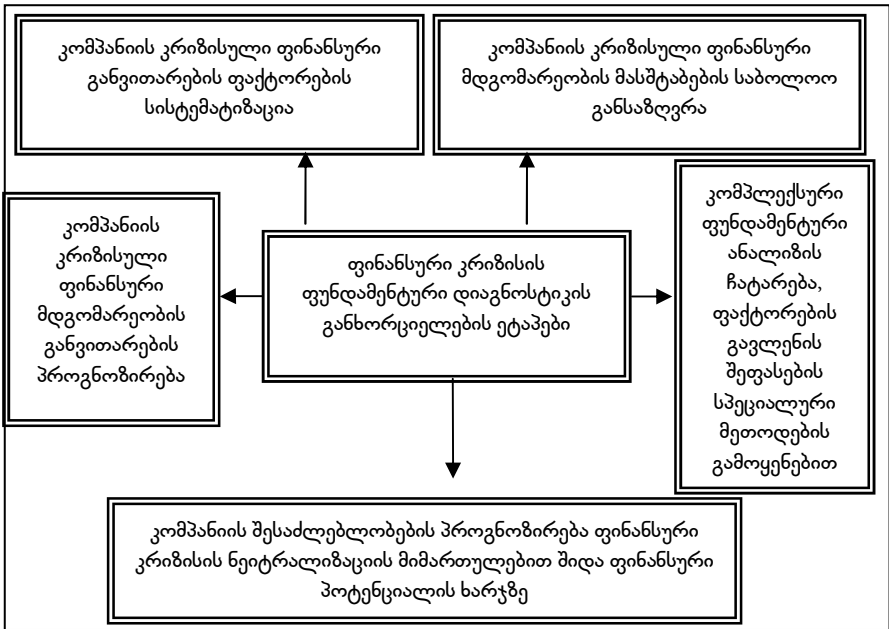 კომპანიის კრიზისული ფინანსური
განვითარების ფაქტორების
სისტემატიზაცია
კომპანიის კრიზისული ფინანსური
მდგომარეობის მასშტაბების საბოლოო
განსაზღვრა
კომპანიის
კრიზისული
ფინანსური
მდგომარეობის
განვითარების
პროგნოზირება
ფინანსური კრიზისის
ფუნდამენტური დიაგნოსტიკის
განხორციელების ეტაპები
კომპლექსური
ფუნდამენტური
ანალიზის
ჩატარება,
ფაქტორების
გავლენის
შეფასების
სპეციალური
მეთოდების
გამოყენებით
კომპანიის შესაძლებლობების პროგნოზირება ფინანსური
კრიზისის ნეიტრალიზაციის მიმართულებით შიდა ფინანსური
პოტენციალის ხარჯზე